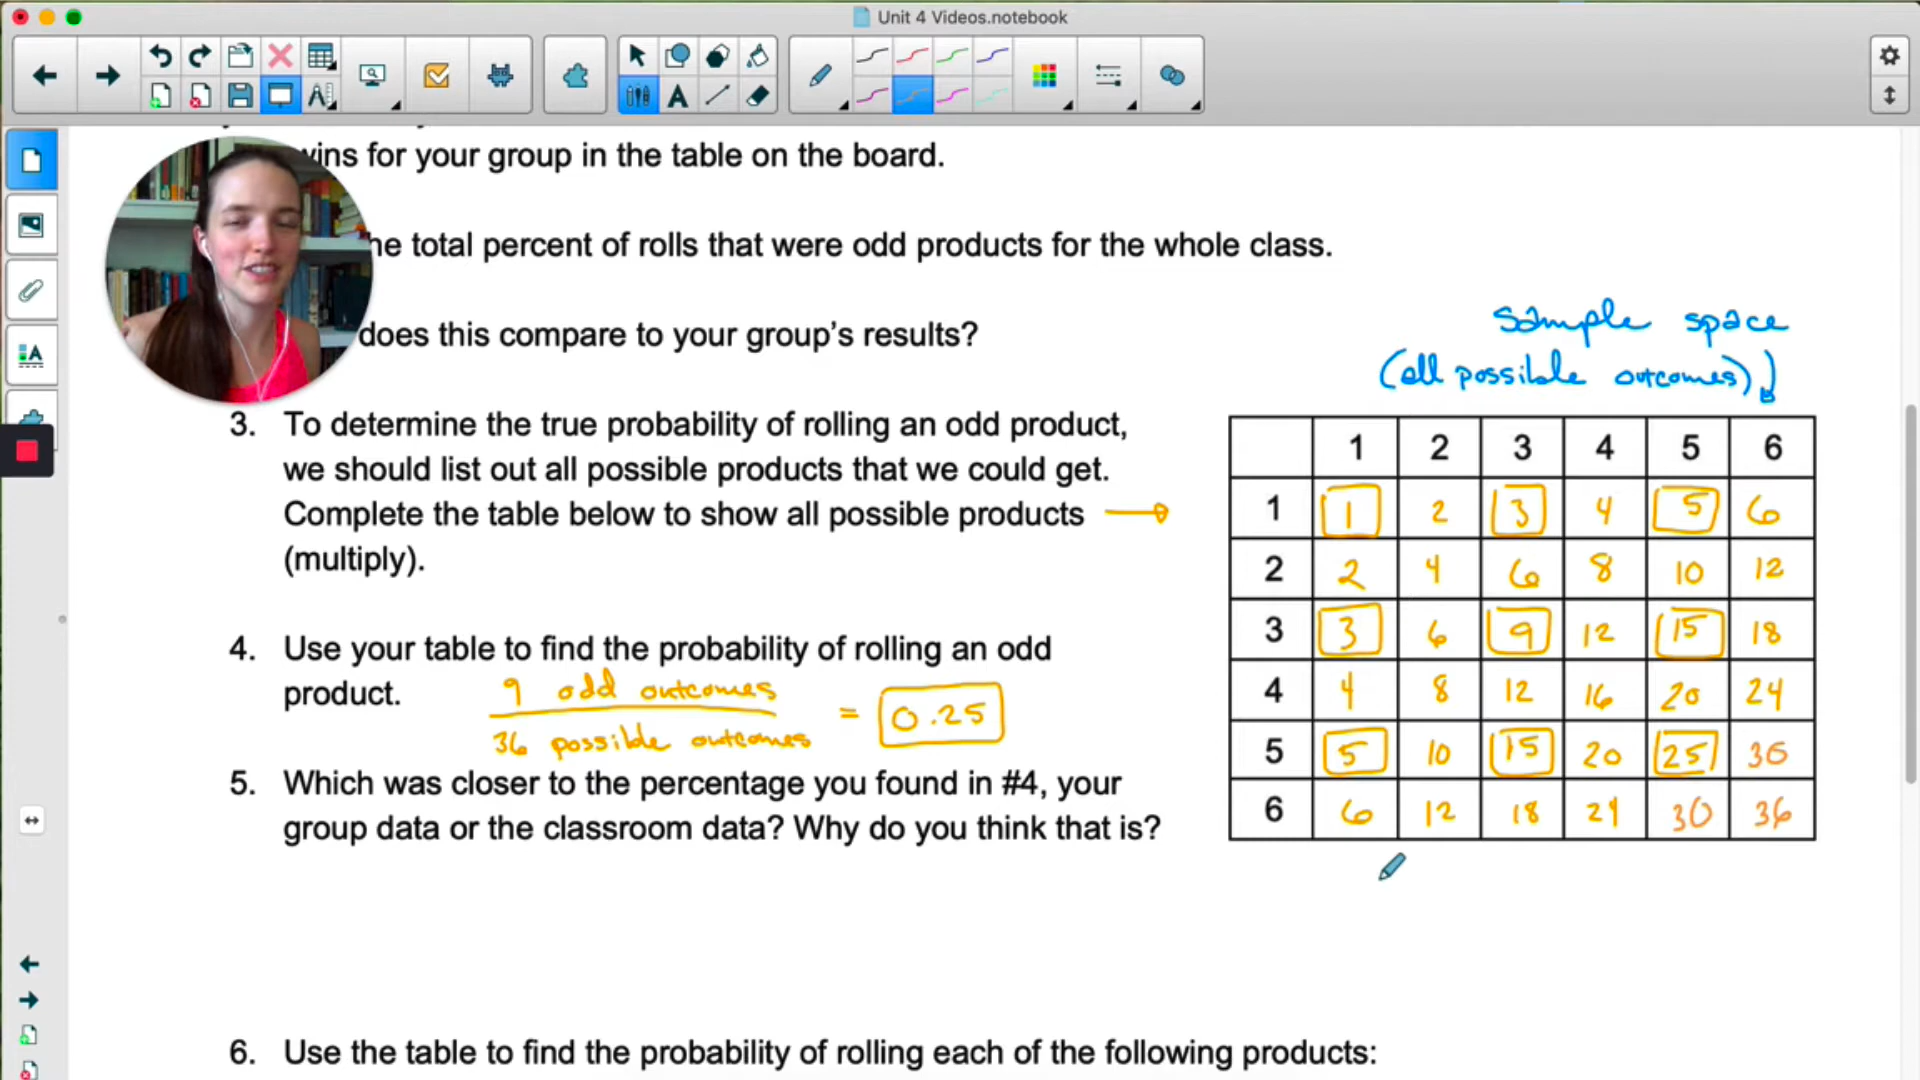 Unit 4 Videos.notebook
wins for your group in the table on the board.
he total percent of rolls that were odd products for the whole class.
does this compare to your group's results?
sample space
(all possible outcomes)
3. To determine the true probability of rolling an odd product,
we should list out all possible products that we could get.
Complete the table below to show all possible products
(multiply).
1 2 3 4 5 6
1 1 2 3 4 5 6
2 2 4 6 8 10 12
3 3 6 9 12 15 18
4 4 8 12 16 20 24
5 5 10 15 20 25 30
6 6 12 18 24 30 36
4. Use your table to find the probability of rolling an odd
product.
9 odd outcomes
36 possible outcomes
= 0.25
5. Which was closer to the percentage you found in #4, your
group data or the classroom data? Why do you think that is?
6. Use the table to find the probability of rolling each of the following products: